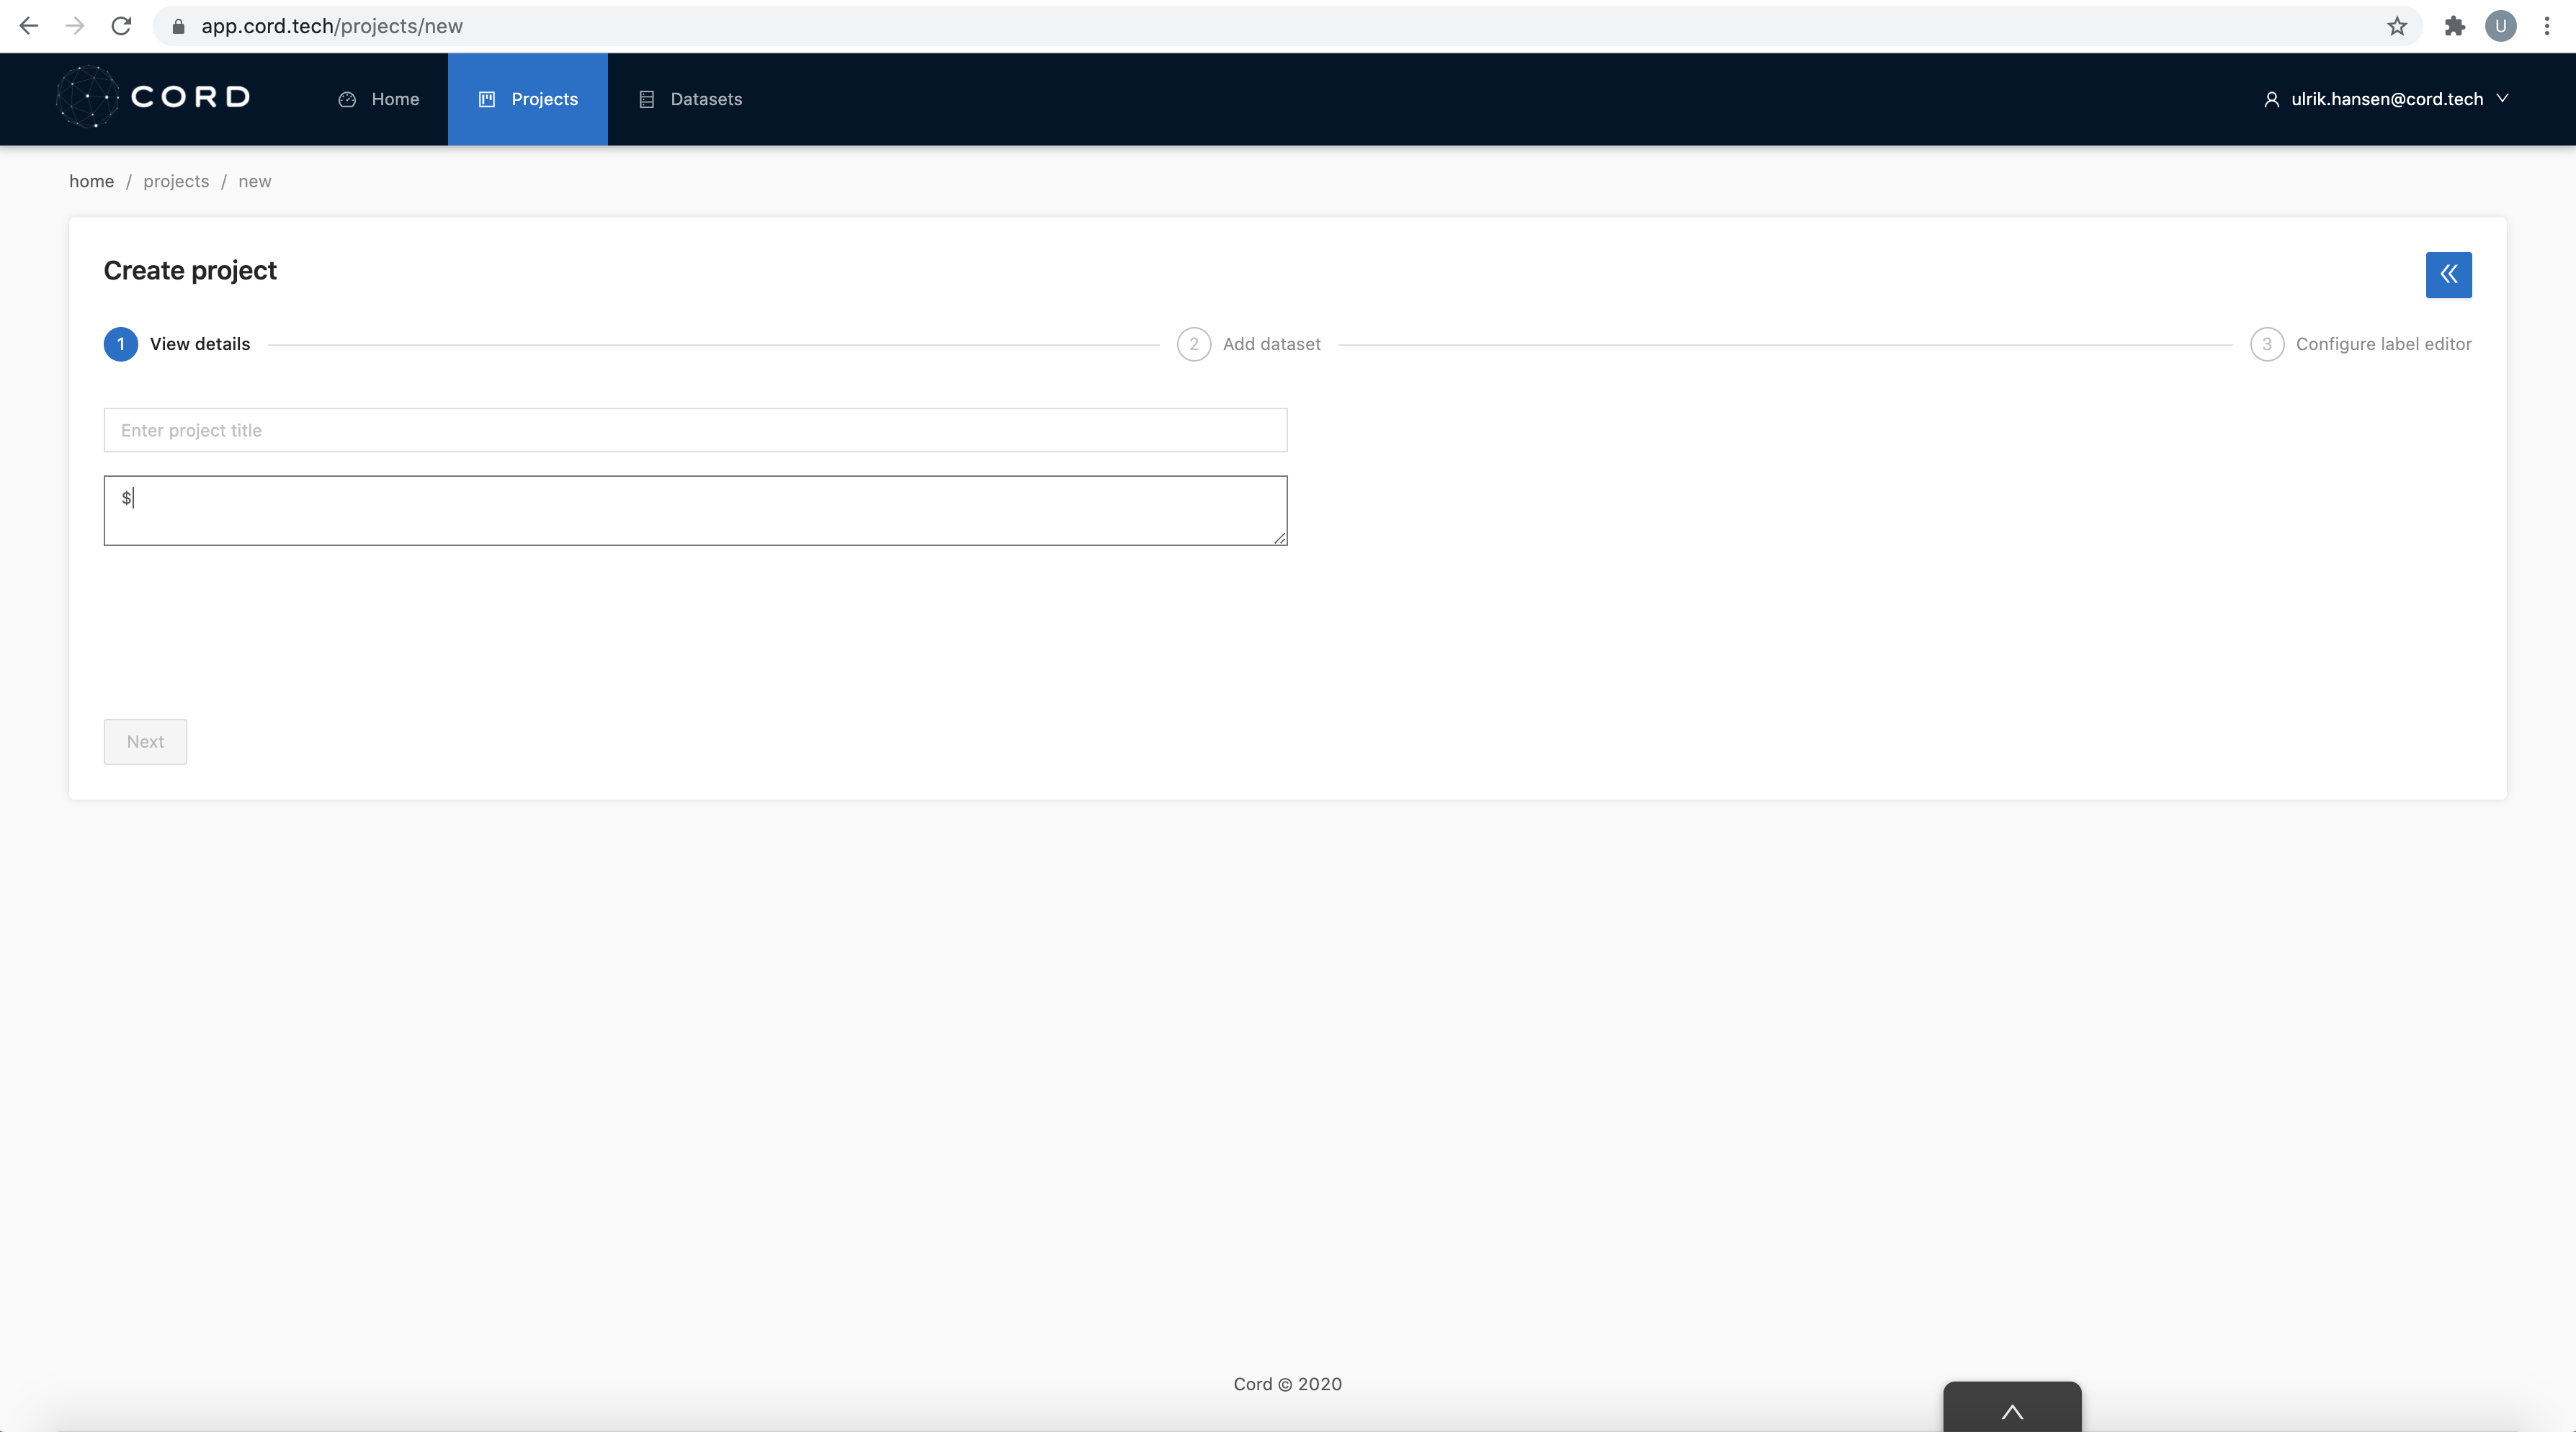 app.cord.tech/projects/new
U
CORD
Home
Projects
Datasets
ulrik.hansen@cord.tech
home / projects / new
Create project
1 View details
2 Add dataset
3 Configure label editor
Enter project title
$
Next
Cord © 2020